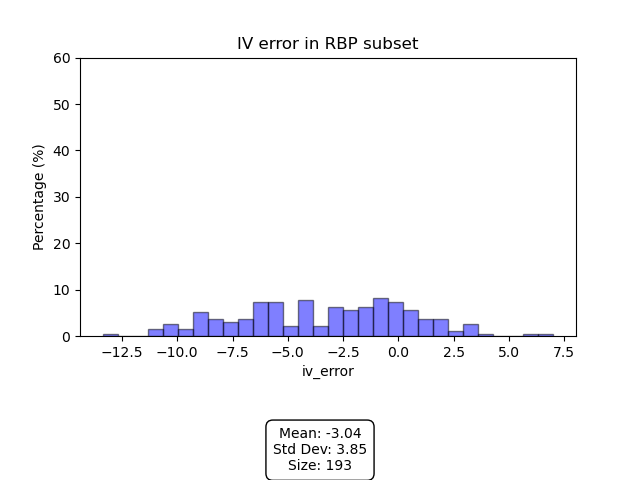 IV error in RBP subset
60
50
40
30
20
10
0
Percentage (%)
−12.5 −10.0 −7.5 −5.0 −2.5 0.0 2.5 5.0 7.5
iv_error
Mean: -3.04
Std Dev: 3.85
Size: 193